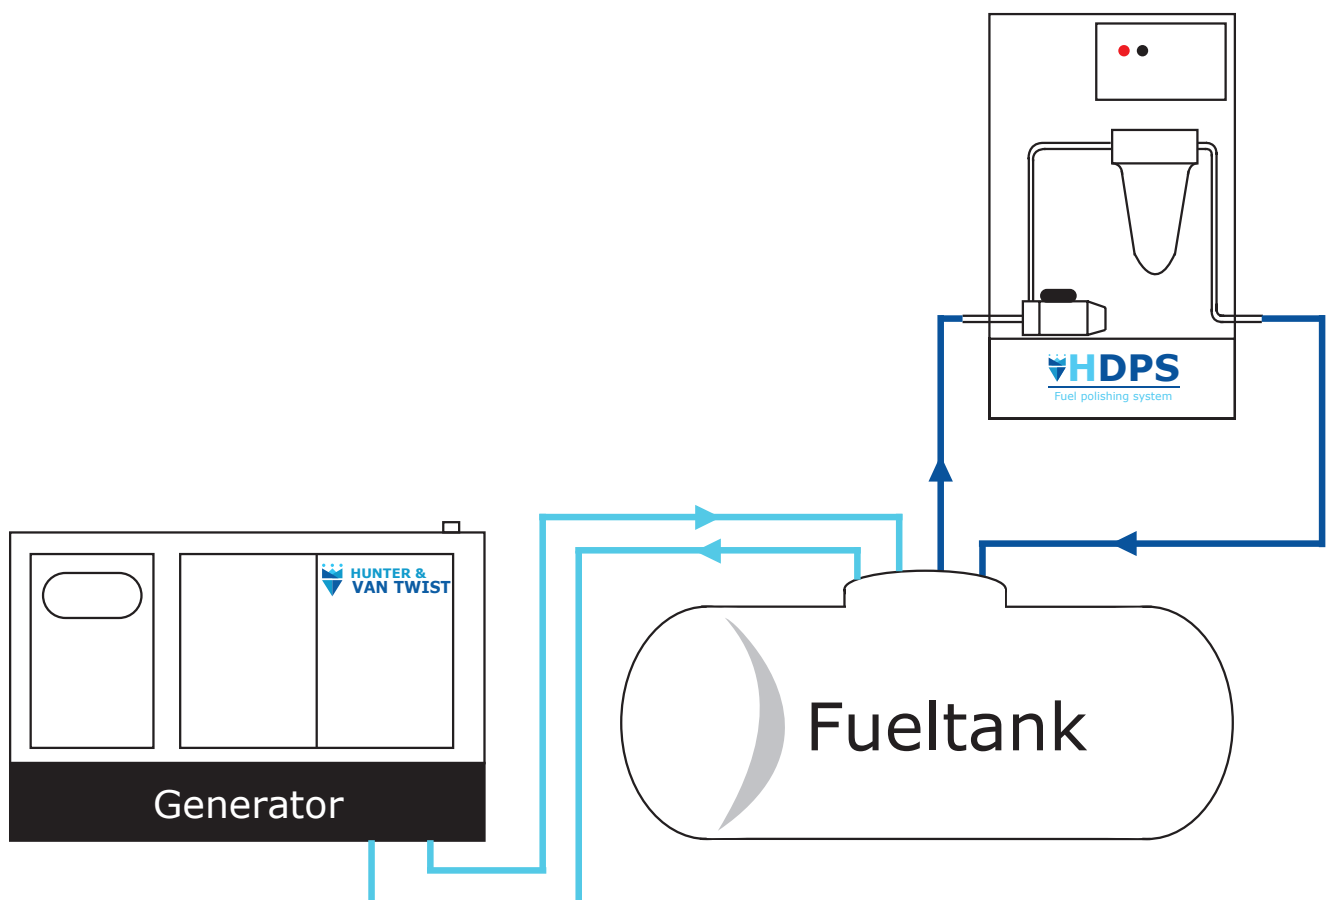 HDPS
Fuel polishing system
HUNTER &
VAN TWIST
Fueltank
Generator